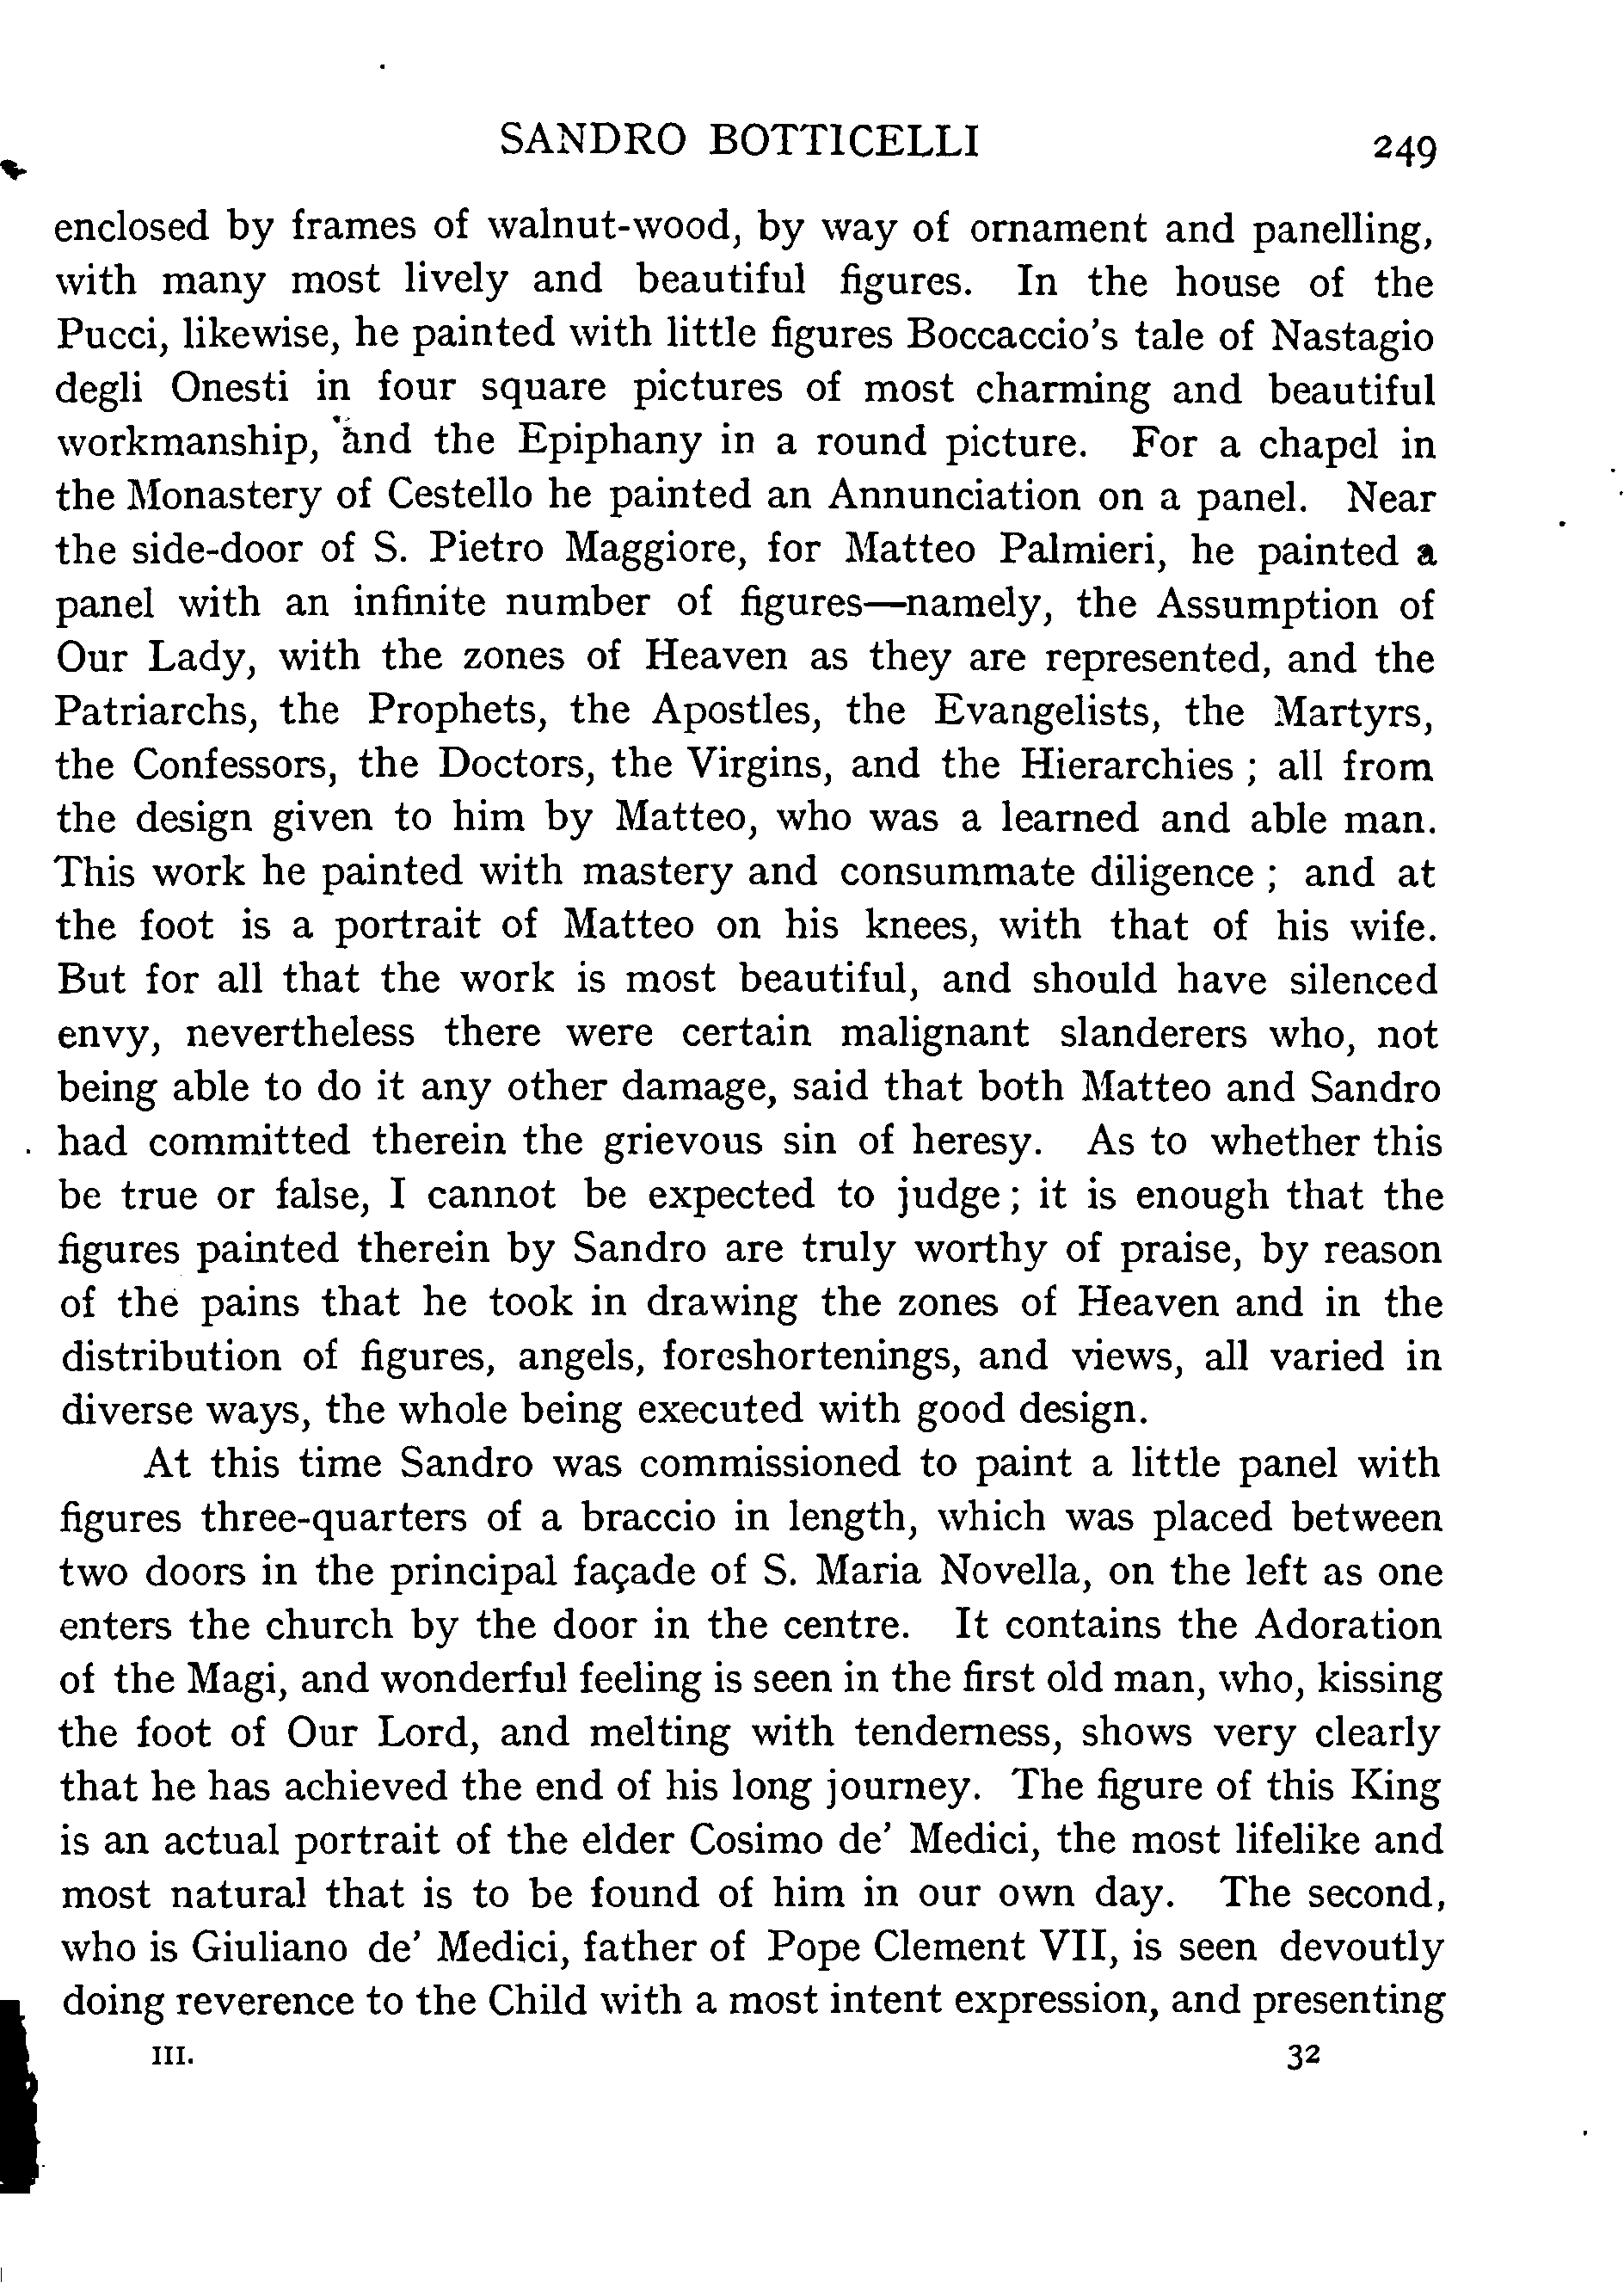 SANDRO BOTTICELLI 249
enclosed by frames of walnut-wood, by way of ornament and panelling,
with many most lively and beautiful figures. In the house of the
Pucci, likewise, he painted with little figures Boccaccio's tale of Nastagio
degli Onesti in four square pictures of most charming and beautiful
workmanship, and the Epiphany in a round picture. For a chapel in
the Monastery of Cestello he painted an Annunciation on a panel. Near
the side-door of S. Pietro Maggiore, for Matteo Palmieri, he painted a
panel with an infinite number of figures—namely, the Assumption of
Our Lady, with the zones of Heaven as they are represented, and the
Patriarchs, the Prophets, the Apostles, the Evangelists, the Martyrs,
the Confessors, the Doctors, the Virgins, and the Hierarchies ; all from
the design given to him by Matteo, who was a learned and able man.
This work he painted with mastery and consummate diligence ; and at
the foot is a portrait of Matteo on his knees, with that of his wife.
But for all that the work is most beautiful, and should have silenced
envy, nevertheless there were certain malignant slanderers who, not
being able to do it any other damage, said that both Matteo and Sandro
had committed therein the grievous sin of heresy. As to whether this
be true or false, I cannot be expected to judge ; it is enough that the
figures painted therein by Sandro are truly worthy of praise, by reason
of the pains that he took in drawing the zones of Heaven and in the
distribution of figures, angels, foreshortenings, and views, all varied in
diverse ways, the whole being executed with good design.
At this time Sandro was commissioned to paint a little panel with
figures three-quarters of a braccio in length, which was placed between
two doors in the principal façade of S. Maria Novella, on the left as one
enters the church by the door in the centre. It contains the Adoration
of the Magi, and wonderful feeling is seen in the first old man, who, kissing
the foot of Our Lord, and melting with tenderness, shows very clearly
that he has achieved the end of his long journey. The figure of this King
is an actual portrait of the elder Cosimo de' Medici, the most lifelike and
most natural that is to be found of him in our own day. The second,
who is Giuliano de' Medici, father of Pope Clement VII, is seen devoutly
doing reverence to the Child with a most intent expression, and presenting
III. 32